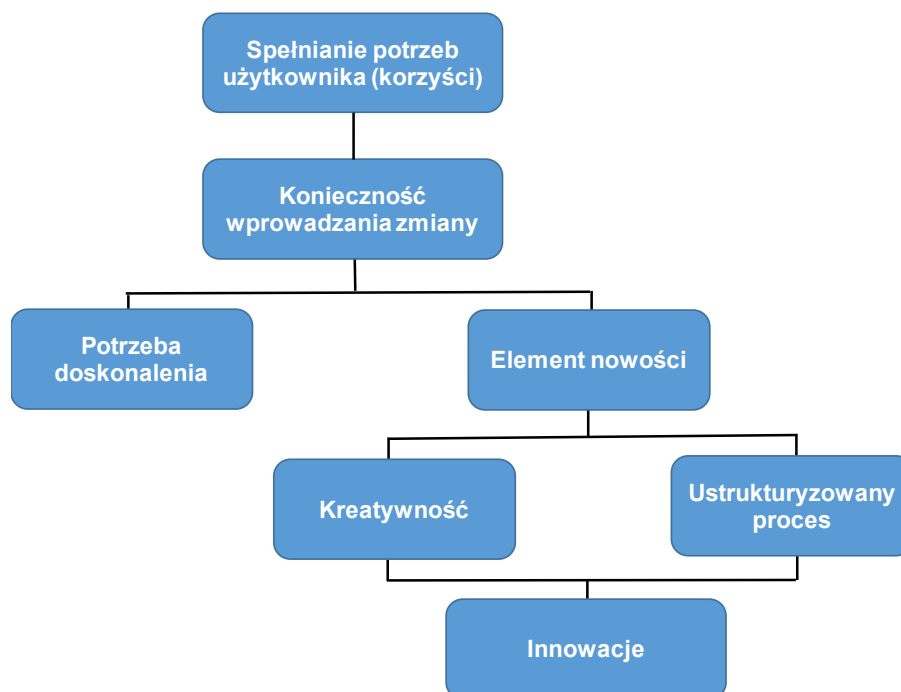 Spełnianie potrzeb
użytkownika (korzyści)
Konieczność
wprowadzania zmiany
Potrzeba
doskonalenia
Element nowości
Kreatywność
Ustrukturyzowany
proces
Innowacje